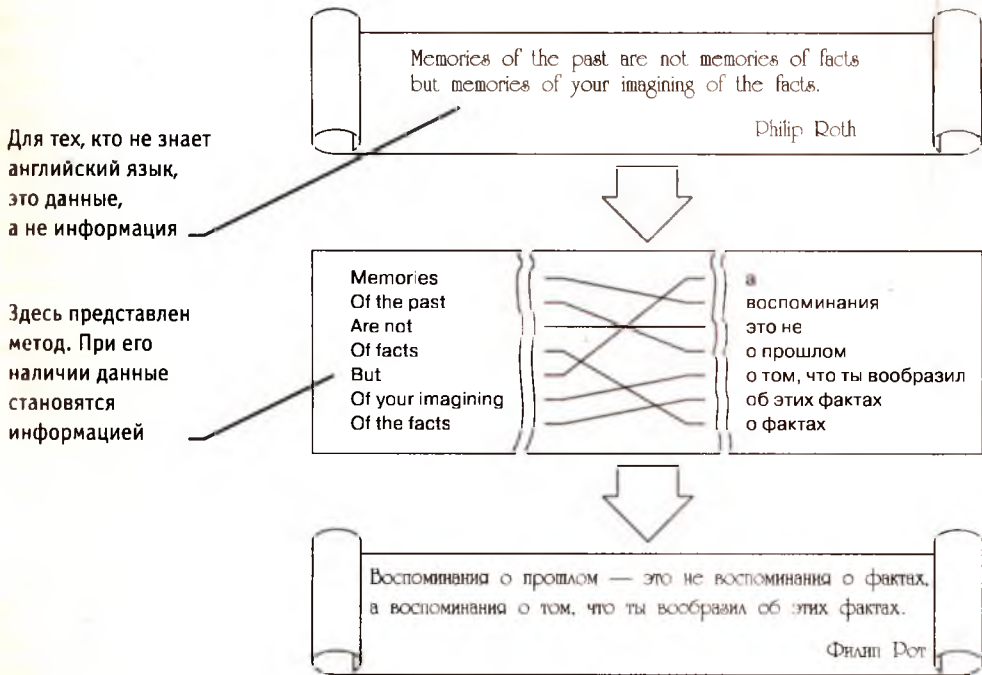 Memories of the past are not memories of facts
but memories of your imagining of the facts.
Philip Roth
Для тех, кто не знает
английский язык,
это данные,
а не информация
Здесь представлен
метод. При его
наличии данные
становятся
информацией
Memories
Of the past
Are not
Of facts
But
Of your imagining
Of the facts
а
воспоминания
это не
о прошлом
о том, что ты вообразил
об этих фактах
о фактах
Воспоминания о прошлом — это не воспоминания о фактах,
а воспоминания о том, что ты вообразил об этих фактах.
Филип Рот